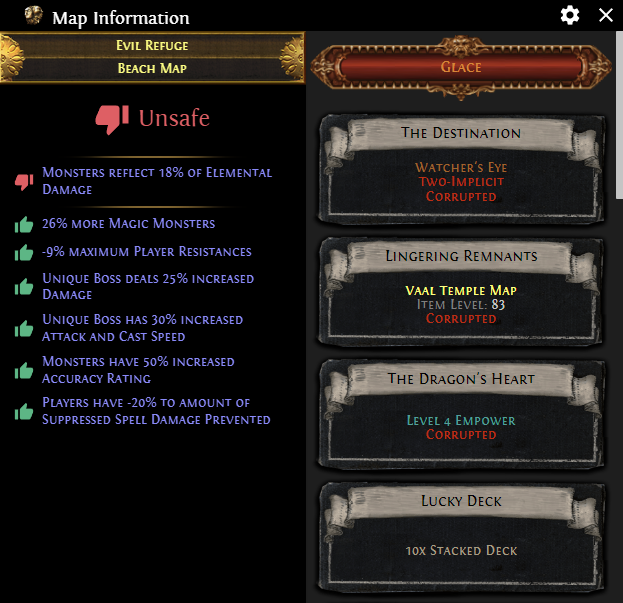 Map Information
Evil Refuge
Beach Map
Unsafe
Monsters reflect 18% of Elemental
Damage
26% more Magic Monsters
-9% maximum Player Resistances
Unique Boss deals 25% increased
Damage
Unique Boss has 30% increased
Attack and Cast Speed
Monsters have 50% increased
Accuracy Rating
Players have -20% to amount of
Suppressed Spell Damage Prevented
Glace
The Destination
Watcher's Eye
Two-Implicit
Corrupted
Lingering Remnants
Vaal Temple Map
Item Level: 83
Corrupted
The Dragon's Heart
Level 4 Empower
Corrupted
Lucky Deck
10x Stacked Deck